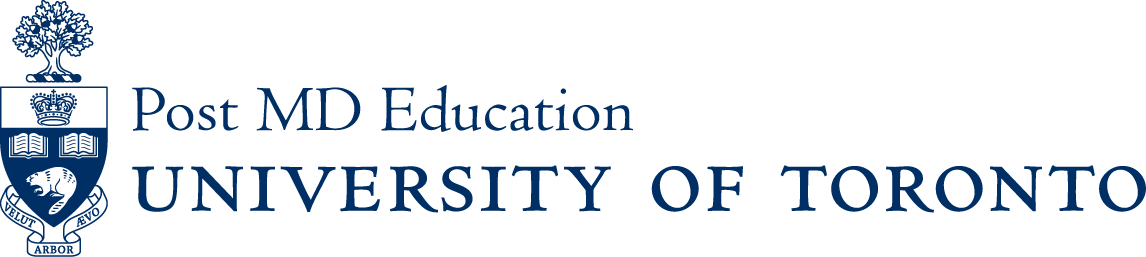 Post MD Education
UNIVERSITY OF TORONTO
VELUT
ARBOR
ÆVO